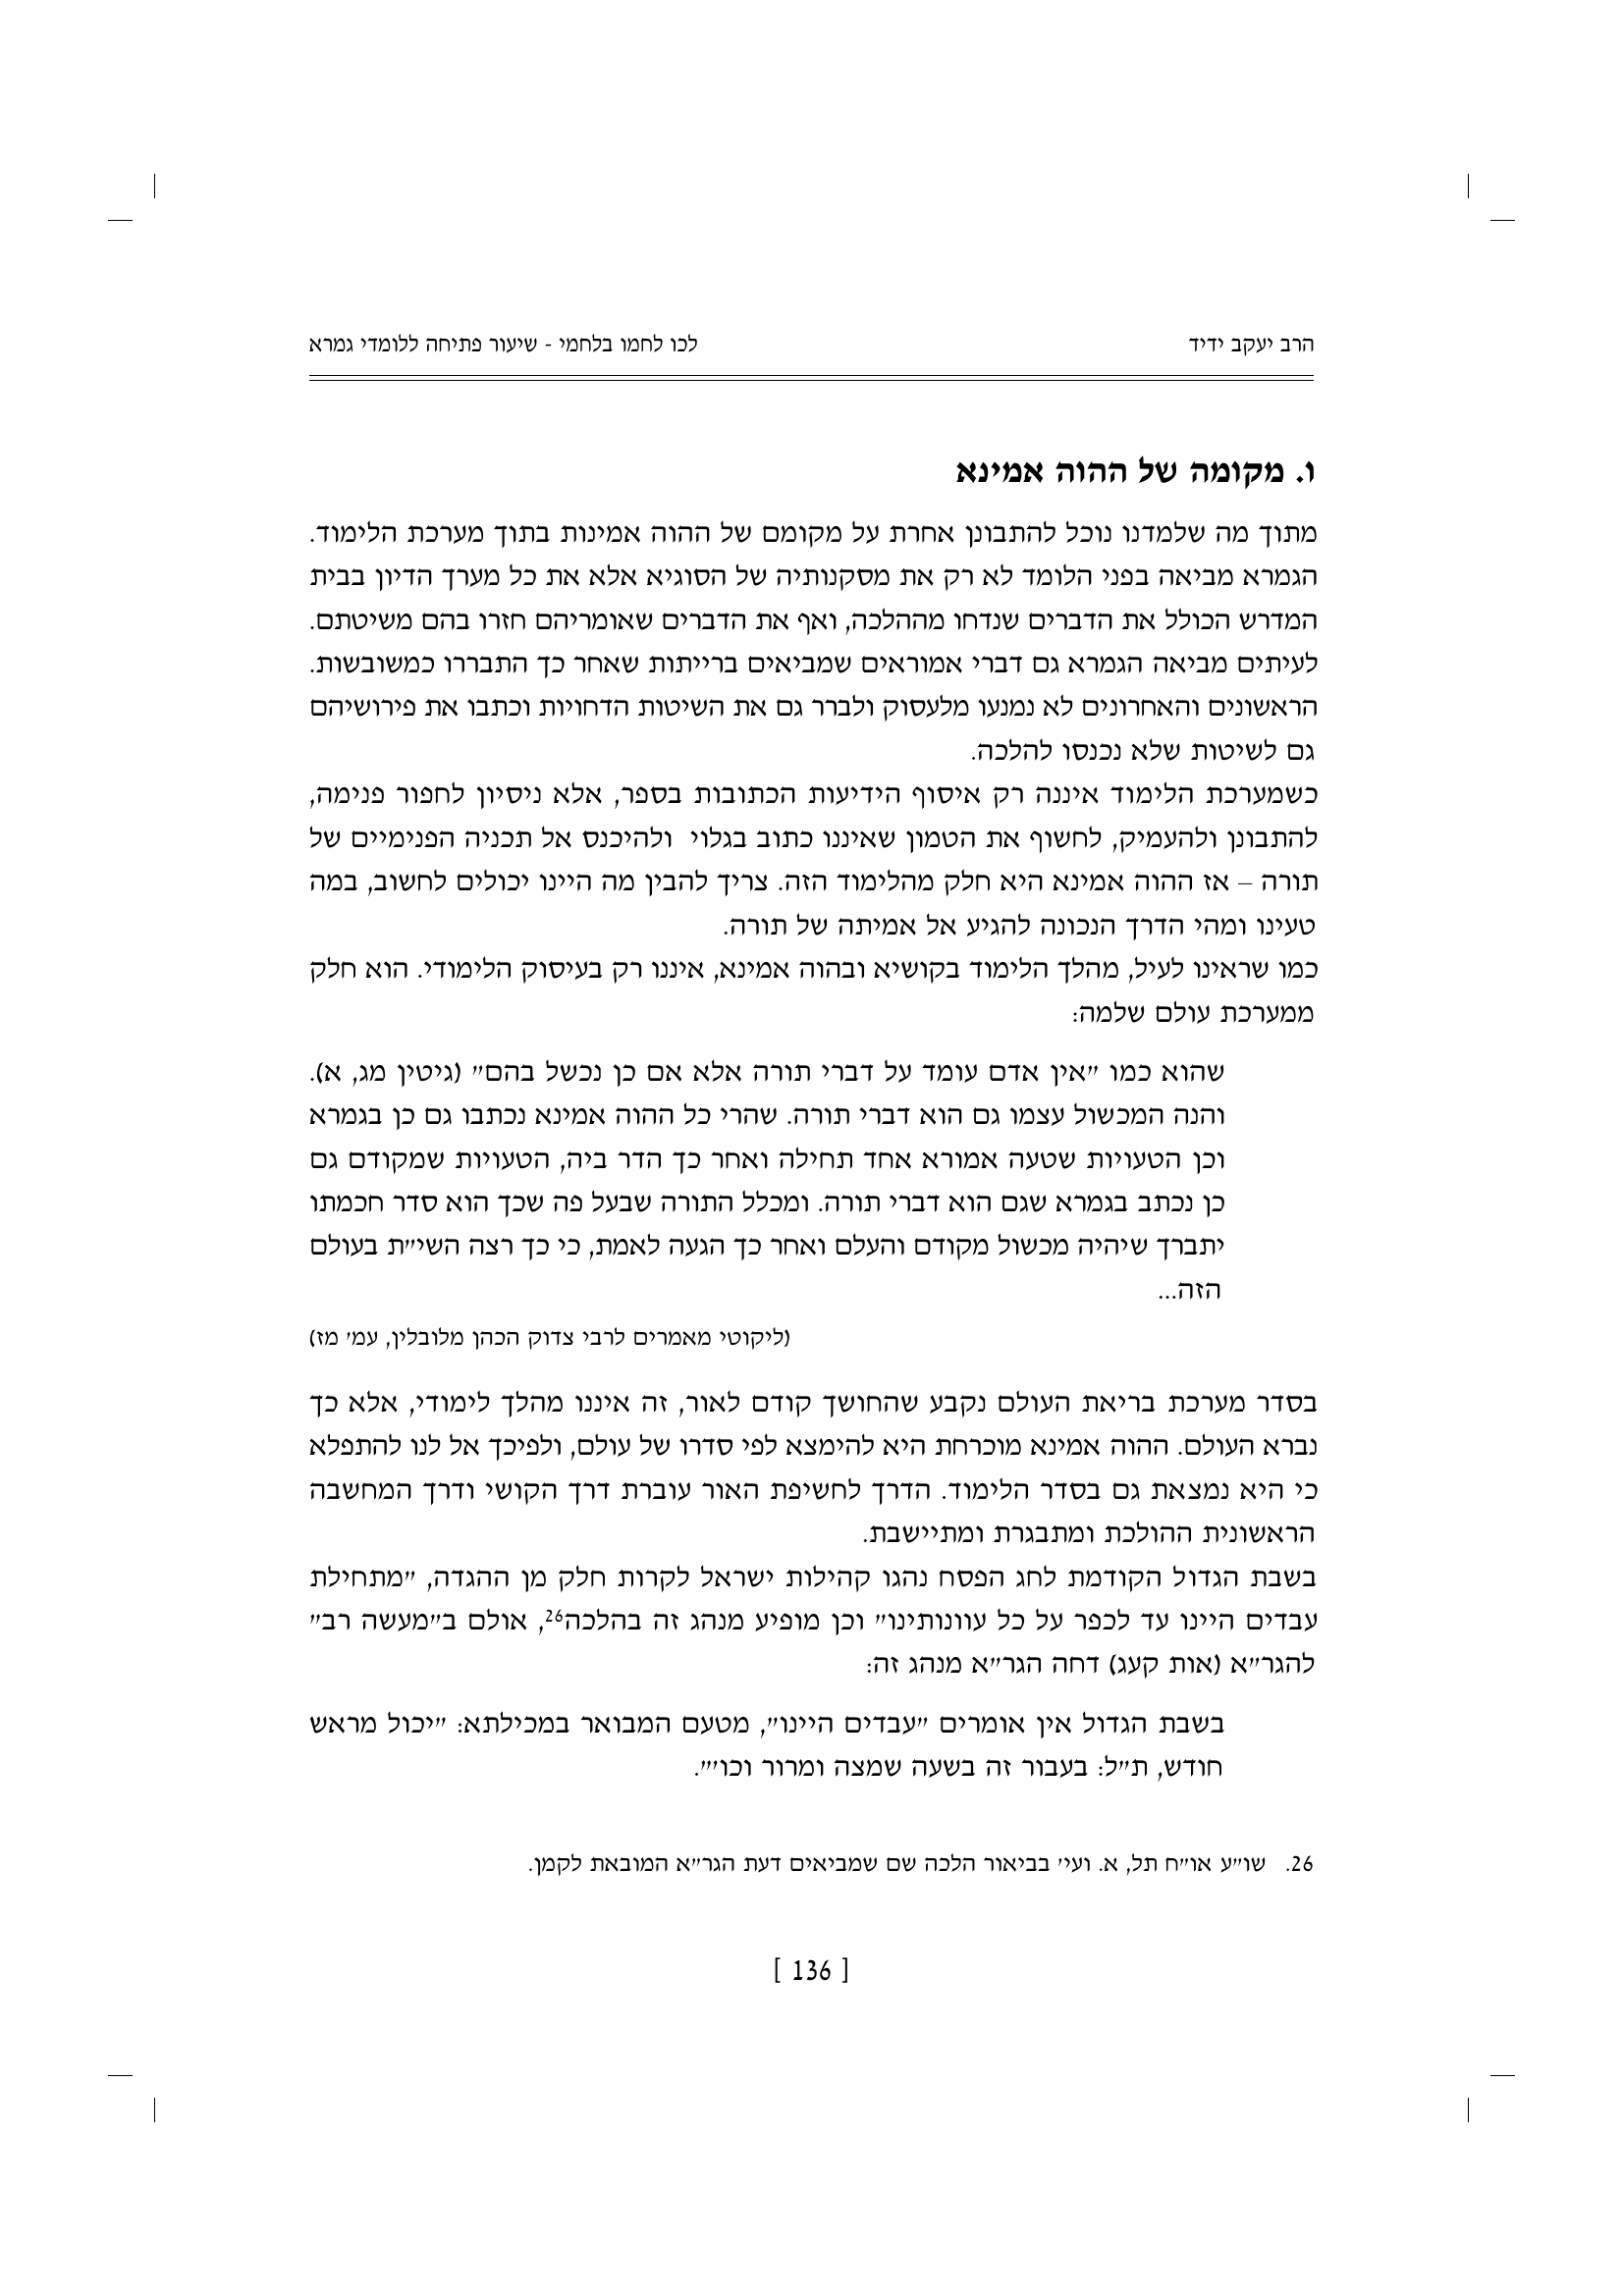 הרב יעקב ידיד
לכו לחמו בלחמי - שיעור פתיחה ללומדי גמרא
ו. מקומה של ההוה אמינא
מתוך מה שלמדנו נוכל להתבונן אחרת על מקומם של ההוה אמינות בתוך מערכת הלימוד.
הגמרא מביאה בפני הלומד לא רק את מסקנותיה של הסוגיא אלא את כל מערך הדיון בבית
המדרש הכולל את הדברים שנדחו מההלכה, ואף את הדברים שאומריהם חזרו בהם משיטתם.
לעיתים מביאה הגמרא גם דברי אמוראים שמביאים ברייתות שאחר כך התבררו כמשובשות.
הראשונים והאחרונים לא נמנעו מלעסוק ולברר גם את השיטות הדחויות וכתבו את פירושיהם
גם לשיטות שלא נכנסו להלכה.
כשמערכת הלימוד איננה רק איסוף הידיעות הכתובות בספר, אלא ניסיון לחפור פנימה,
להתבונן ולהעמיק, לחשוף את הטמון שאיננו כתוב בגלוי ולהיכנס אל תכניה הפנימיים של
תורה – אז ההוה אמינא היא חלק מהלימוד הזה. צריך להבין מה היינו יכולים לחשוב, במה
טעינו ומהי הדרך הנכונה להגיע אל אמיתה של תורה.
כמו שראינו לעיל, מהלך הלימוד בקושיא ובהוה אמינא, איננו רק בעיסוק הלימודי. הוא חלק
ממערכת עולם שלמה:
שהוא כמו "אין אדם עומד על דברי תורה אלא אם כן נכשל בהם" (גיטין מג, א).
והנה המכשול עצמו גם הוא דברי תורה. שהרי כל ההוה אמינא נכתבו גם כן בגמרא
וכן הטעויות שטעה אמורא אחד תחילה ואחר כך הדר ביה, הטעויות שמקודם גם
כן נכתב בגמרא שגם הוא דברי תורה. ומכלל התורה שבעל פה שכך הוא סדר חכמתו
יתברך שיהיה מכשול מקודם והעלם ואחר כך הגעה לאמת, כי כך רצה השי"ת בעולם
הזה...
(ליקוטי מאמרים לרבי צדוק הכהן מלובלין, עמ' מז)
בסדר מערכת בריאת העולם נקבע שהחושך קודם לאור, זה איננו מהלך לימודי, אלא כך
נברא העולם. ההוה אמינא מוכרחת היא להימצא לפי סדרו של עולם, ולפיכך אל לנו להתפלא
כי היא נמצאת גם בסדר הלימוד. הדרך לחשיפת האור עוברת דרך הקושי ודרך המחשבה
הראשונית ההולכת ומתבגרת ומתיישבת.
בשבת הגדול הקודמת לחג הפסח נהגו קהילות ישראל לקרות חלק מן ההגדה, "מתחילת
עבדים היינו עד לכפר על כל עוונותינו" וכן מופיע מנהג זה בהלכה26, אולם ב"מעשה רב"
להגר"א (אות קעג) דחה הגר"א מנהג זה:
בשבת הגדול אין אומרים "עבדים היינו", מטעם המבואר במכילתא: "יכול מראש
חודש, ת"ל: בעבור זה בשעה שמצה ומרור וכו'".
26. שו"ע או"ח תל, א. ועי' בביאור הלכה שם שמביאים דעת הגר"א המובאת לקמן.
[ 136 ]